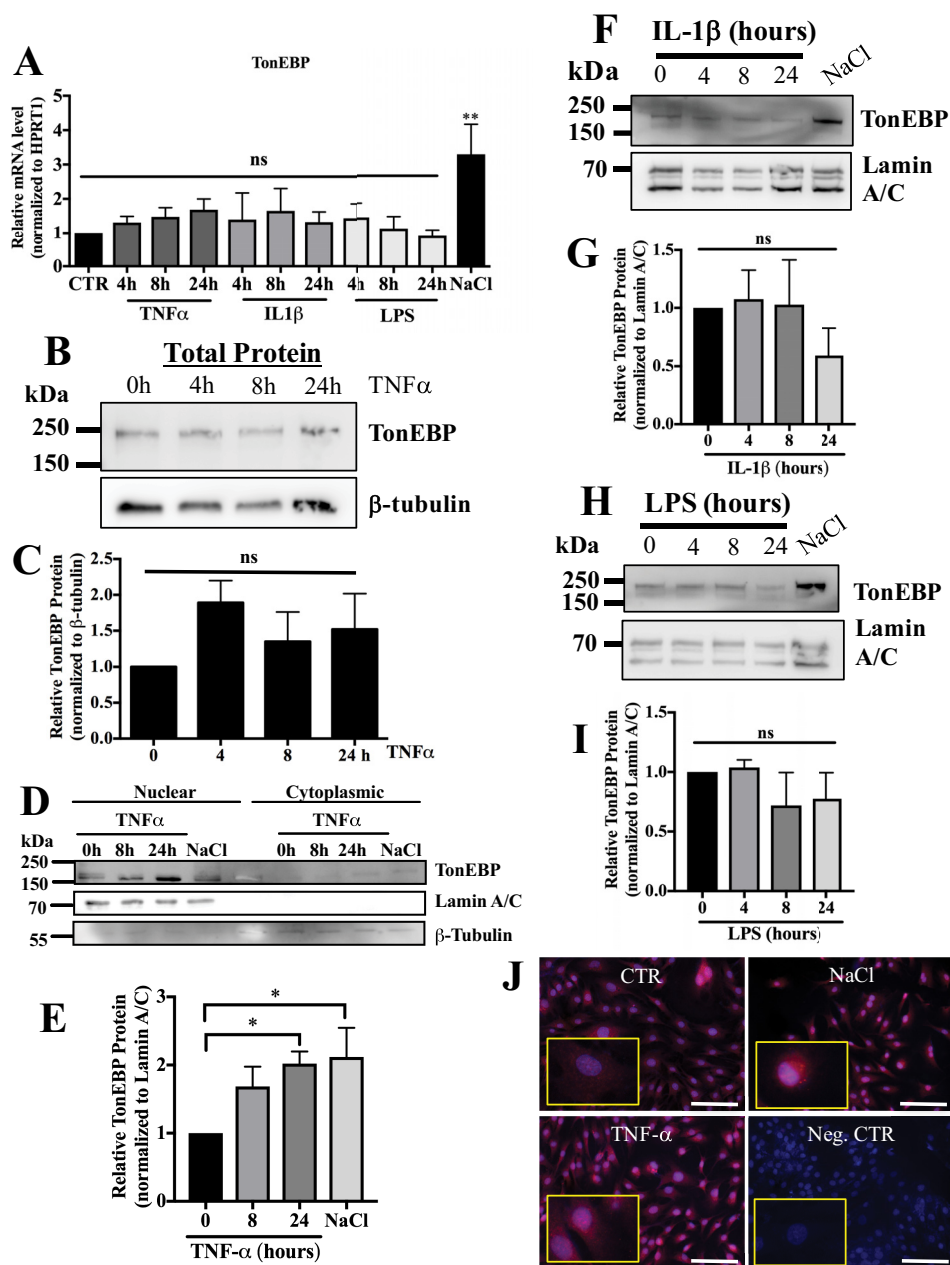 A
TonEBP
Relative mRNA level
(normalized to HPRT1)
5
4
3
2
1
0
ns
**
CTR 4h 8h 24h 4h 8h 24h 4h 8h 24h NaCl
TNFα IL1β LPS
B
Total Protein
kDa
0h 4h 8h 24h TNFα
250
150
TonEBP
β-tubulin
C
Relative TonEBP Protein
(normalized to β-tubulin)
2.5
2.0
1.5
1.0
0.5
0.0
ns
0 4 8 24 h TNFα
D
Nuclear Cytoplasmic
TNFα TNFα
kDa
0h 8h 24h NaCl 0h 8h 24h NaCl
250
150
TonEBP
70
Lamin A/C
55
β-Tubulin
E
Relative TonEBP Protein
(normalized to Lamin A/C)
3
2
1
0
*
*
0 8 24 NaCl
TNF-α (hours)
F
IL-1β (hours)
kDa
0 4 8 24 NaCl
250
150
TonEBP
70
Lamin
A/C
G
Relative TonEBP Protein
(normalized to Lamin A/C)
1.5
1.0
0.5
0.0
ns
0 4 8 24
IL-1β (hours)
H
LPS (hours)
kDa
0 4 8 24 NaCl
250
150
TonEBP
70
Lamin
A/C
I
Relative TonEBP Protein
(normalized to Lamin A/C)
1.5
1.0
0.5
0.0
ns
0 4 8 24
LPS (hours)
J
CTR
NaCl
TNF-α
Neg. CTR